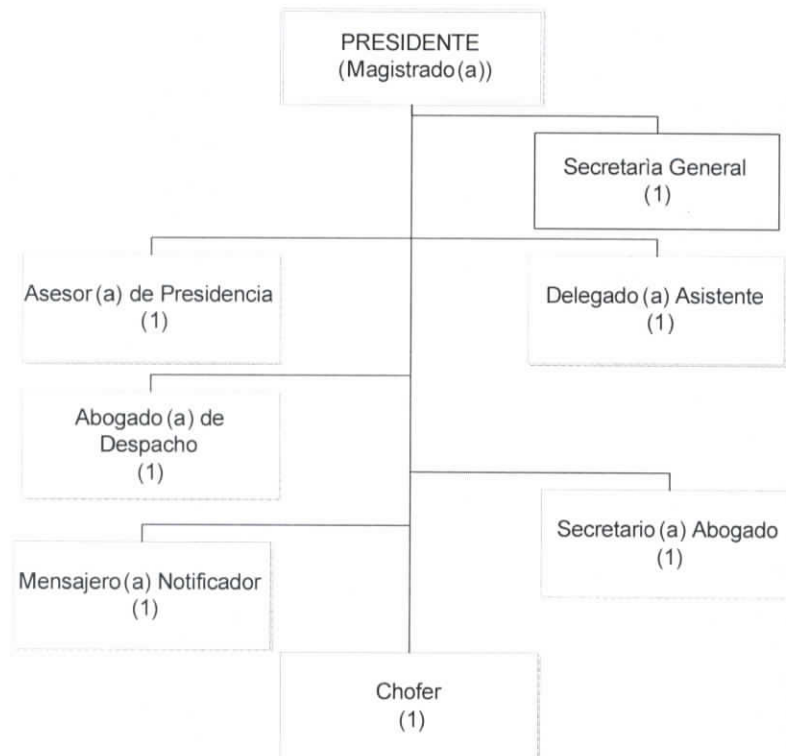 PRESIDENTE
(Magistrado(a))
Secretarìa General
(1)
Asesor(a) de Presidencia
(1)
Delegado(a) Asistente
(1)
Abogado(a) de
Despacho
(1)
Secretario(a) Abogado
(1)
Mensajero(a) Notificador
(1)
Chofer
(1)